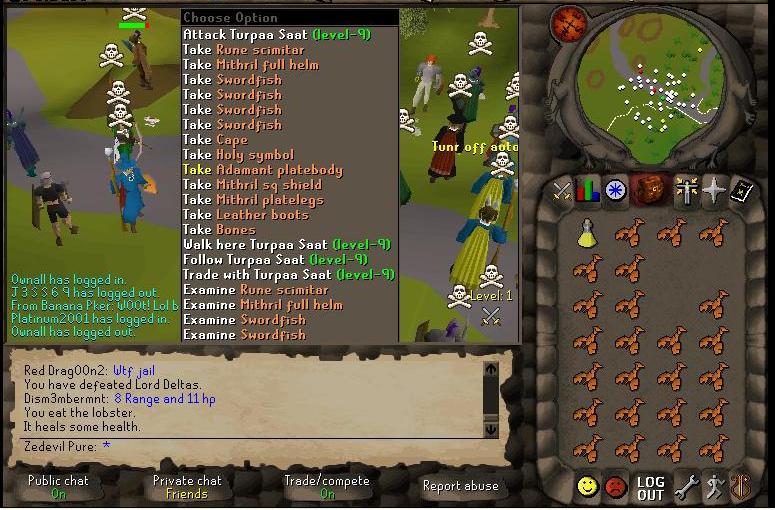 Choose Option
Attack Turpaa Saat (level-9)
Take Rune scimitar
Take Mithril full helm
Take Swordfish
Take Swordfish
Take Swordfish
Take Swordfish
Take Cape
Take Holy symbol
Take Adamant platebody
Take Mithril sq shield
Take Mithril platelegs
Take Leather boots
Take Bones
Walk here Turpaa Saat (level-9)
Follow Turpaa Saat (level-9)
Trade with Turpaa Saat (level-9)
Examine Rune scimitar
Examine Mithril full helm
Examine Swordfish
Examine Swordfish
Tunr off auto
Level: 1
Ownall has logged in.
J 3 S S 6 9 has logged out.
From Banana Pker: W00t! Lol b
Platinum2001 has logged in.
Ownall has logged out.
Red Drag00n2: Wtf jail
You have defeated Lord Deltas.
Dism3mbermnt: 8 Range and 11 hp
You eat the lobster.
It heals some health.
Zedevil Pure: *
Public chat
On
Private chat
Friends
Trade/compete
On
Report abuse
LOG
OUT